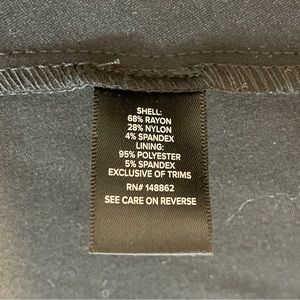 SHELL:
68% RAYON
28% NYLON
4% SPANDEX
LINING:
95% POLYESTER
5% SPANDEX
EXCLUSIVE OF TRIMS
RN# 148862
SEE CARE ON REVERSE